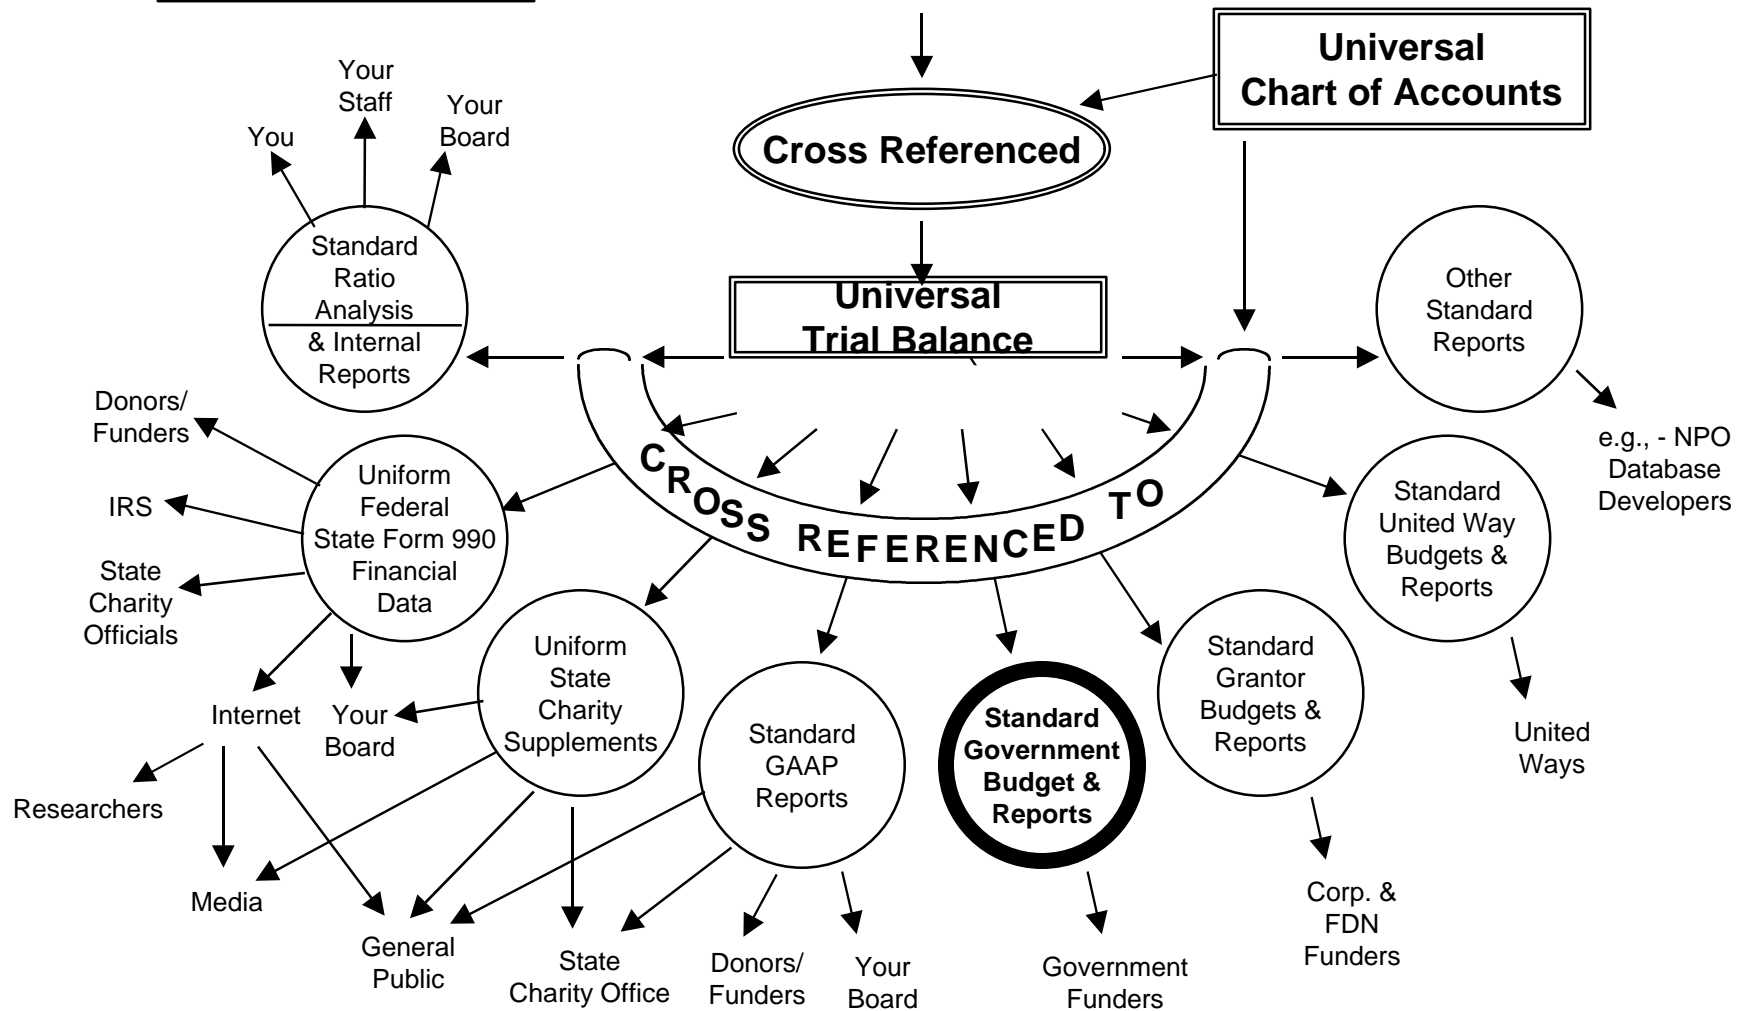 Universal
Chart of Accounts
Cross Referenced
Universal
Trial Balance
Your
Staff
You
Your
Board
Standard
Ratio
Analysis
& Internal
Reports
Other
Standard
Reports
e.g., - NPO
Database
Developers
CROSS REFERENCED TO
Donors/
Funders
IRS
State
Charity
Officials
Uniform
Federal
State Form 990
Financial
Data
Standard
United Way
Budgets &
Reports
United
Ways
Internet
Your
Board
Researchers
Media
General
Public
Uniform
State
Charity
Supplements
State
Charity Office
Standard
GAAP
Reports
Donors/
Funders
Your
Board
Standard
Government
Budget &
Reports
Government
Funders
Standard
Grantor
Budgets &
Reports
Corp. &
FDN
Funders